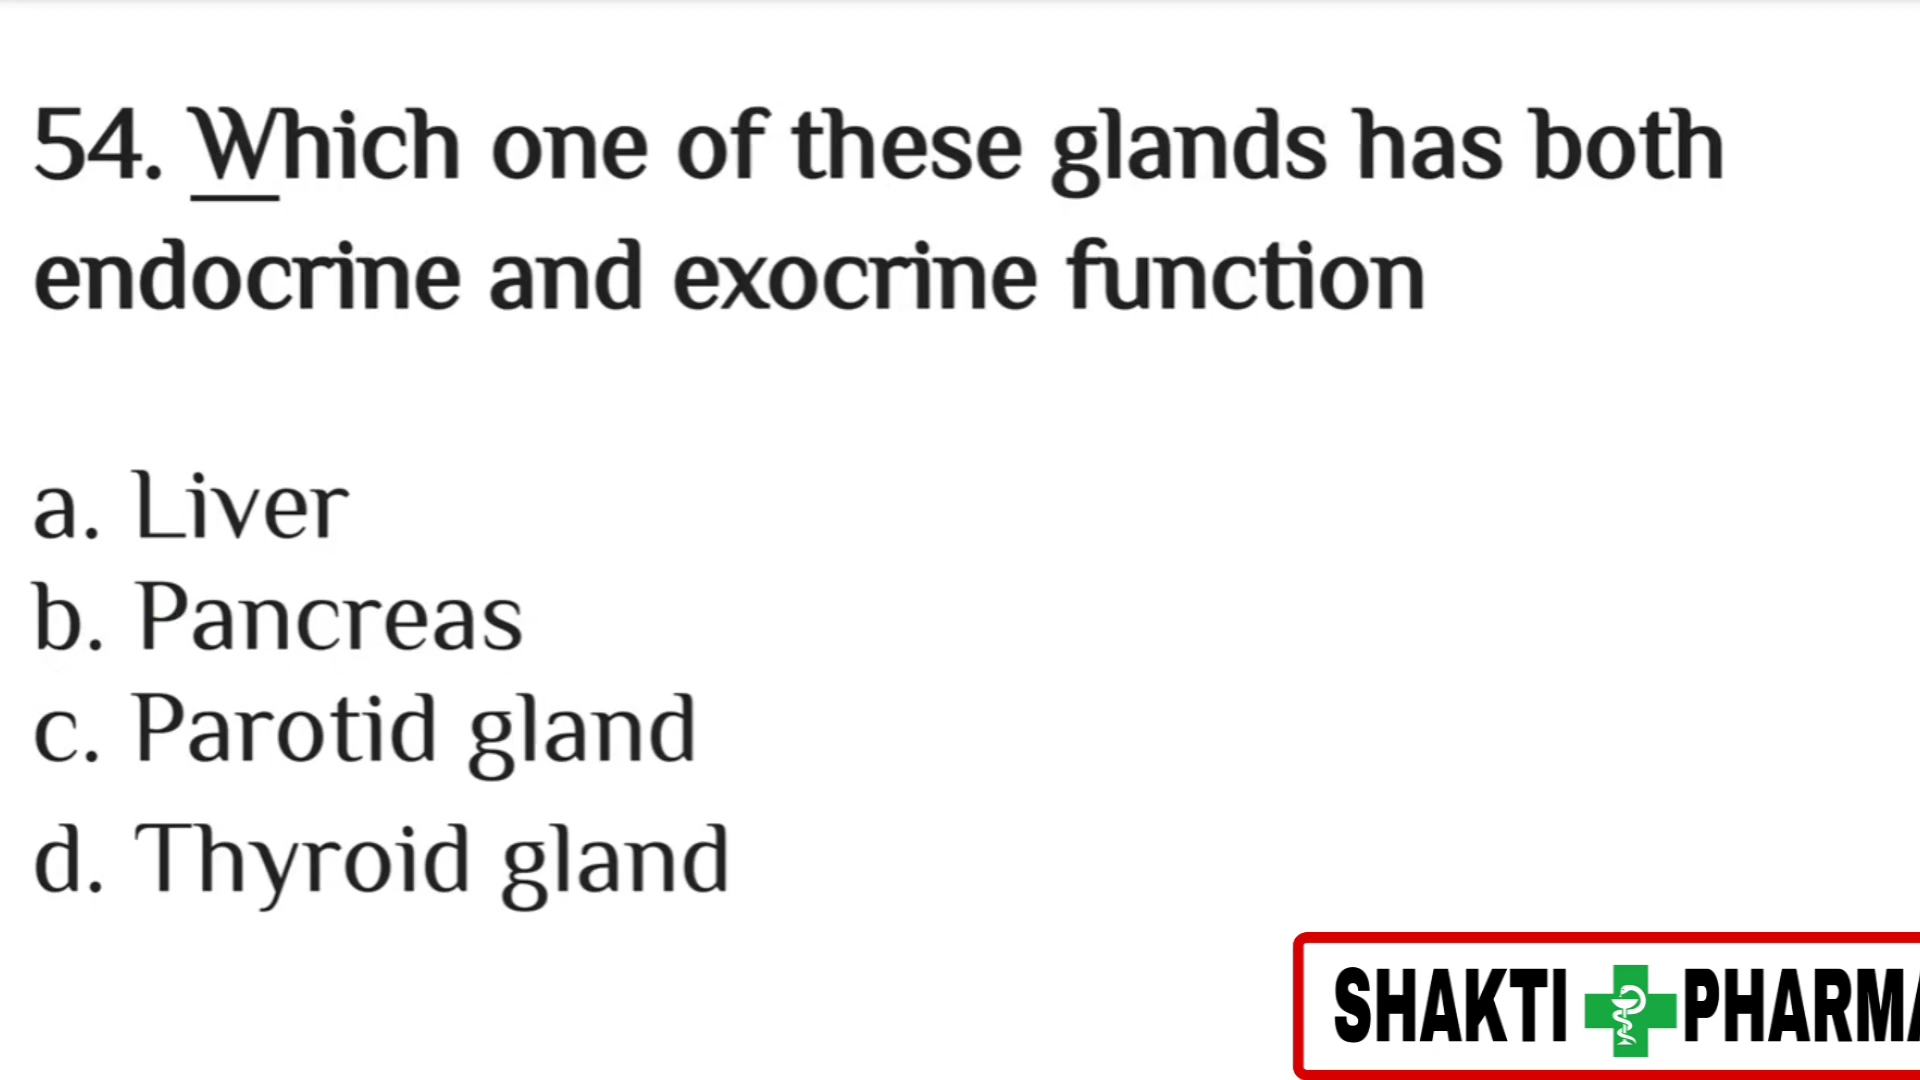 54. Which one of these glands has both
endocrine and exocrine function
a. Liver
b. Pancreas
c. Parotid gland
d. Thyroid gland
SHAKTI PHARMA